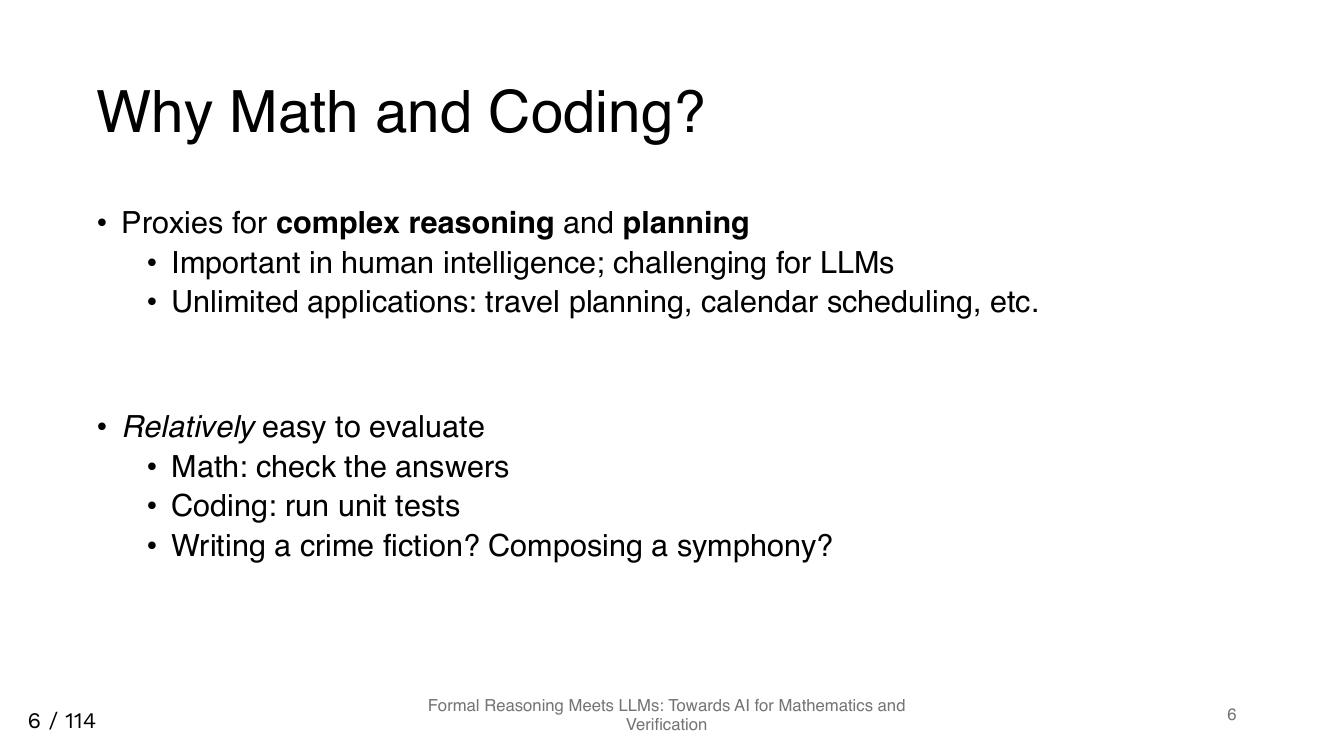 Why Math and Coding?
• Proxies for complex reasoning and planning
• Important in human intelligence; challenging for LLMs
• Unlimited applications: travel planning, calendar scheduling, etc.
• Relatively easy to evaluate
• Math: check the answers
• Coding: run unit tests
• Writing a crime fiction? Composing a symphony?
6 / 114
Formal Reasoning Meets LLMs: Towards AI for Mathematics and
Verification
6